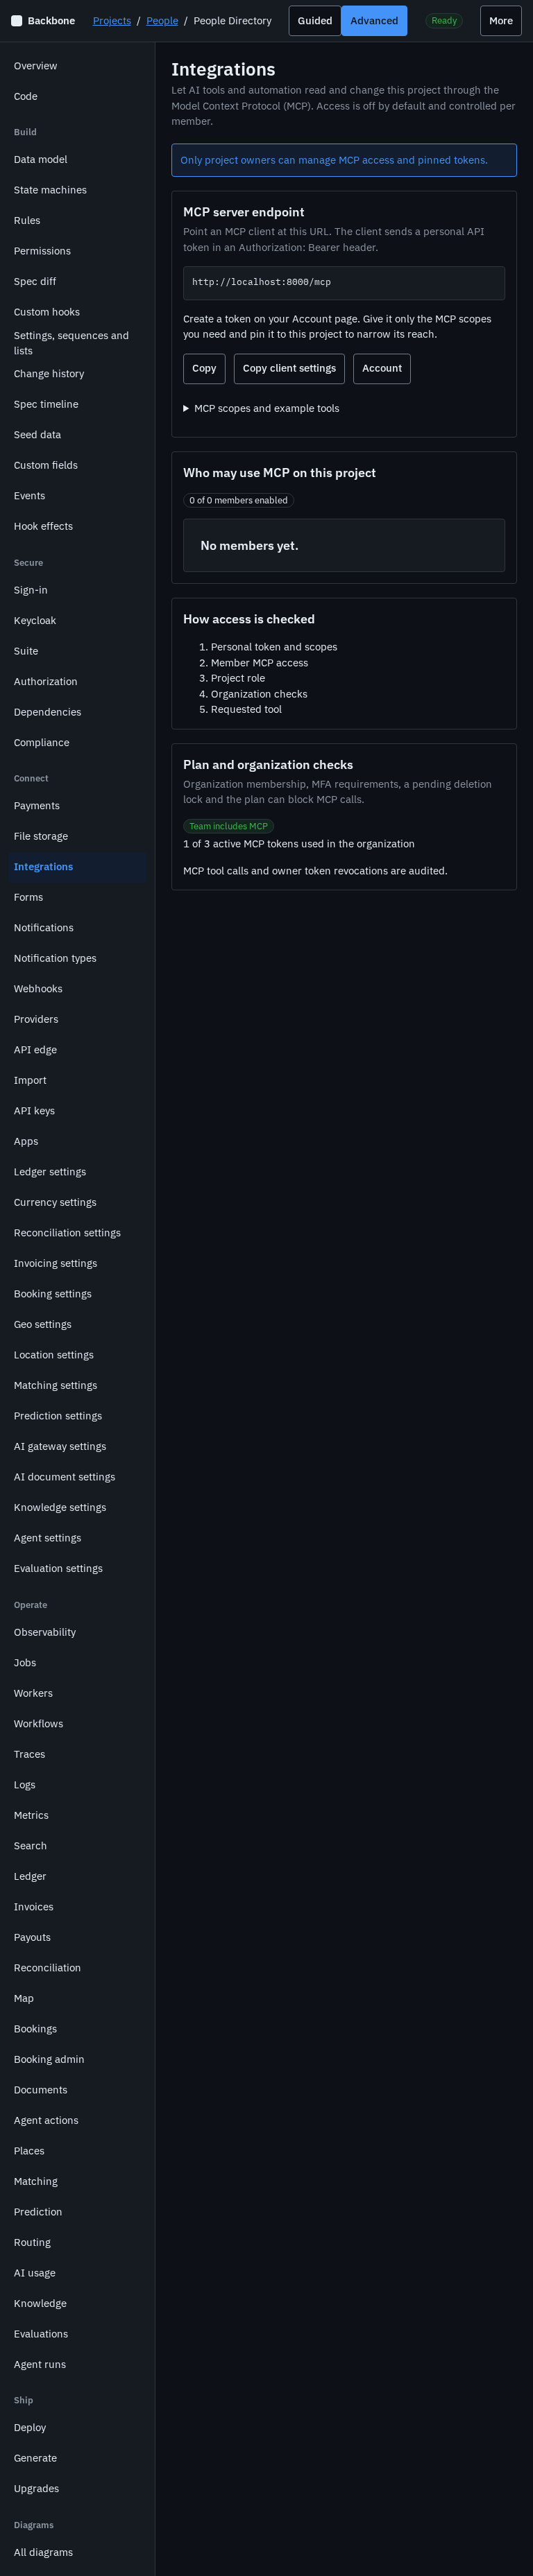 Backbone
Projects / People / People Directory
Guided
Advanced
Ready
More
Overview
Code
Build
Data model
State machines
Rules
Permissions
Spec diff
Custom hooks
Settings, sequences and
lists
Change history
Spec timeline
Seed data
Custom fields
Events
Hook effects
Secure
Sign-in
Keycloak
Suite
Authorization
Dependencies
Compliance
Connect
Payments
File storage
Integrations
Forms
Notifications
Notification types
Webhooks
Providers
API edge
Import
API keys
Apps
Ledger settings
Currency settings
Reconciliation settings
Invoicing settings
Booking settings
Geo settings
Location settings
Matching settings
Prediction settings
AI gateway settings
AI document settings
Knowledge settings
Agent settings
Evaluation settings
Operate
Observability
Jobs
Workers
Workflows
Traces
Logs
Metrics
Search
Ledger
Invoices
Payouts
Reconciliation
Map
Bookings
Booking admin
Documents
Agent actions
Places
Matching
Prediction
Routing
AI usage
Knowledge
Evaluations
Agent runs
Ship
Deploy
Generate
Upgrades
Diagrams
All diagrams
Integrations
Let AI tools and automation read and change this project through the
Model Context Protocol (MCP). Access is off by default and controlled per
member.
Only project owners can manage MCP access and pinned tokens.
MCP server endpoint
Point an MCP client at this URL. The client sends a personal API
token in an Authorization: Bearer header.
http://localhost:8000/mcp
Create a token on your Account page. Give it only the MCP scopes
you need and pin it to this project to narrow its reach.
Copy
Copy client settings
Account
MCP scopes and example tools
Who may use MCP on this project
0 of 0 members enabled
No members yet.
How access is checked
1. Personal token and scopes
2. Member MCP access
3. Project role
4. Organization checks
5. Requested tool
Plan and organization checks
Organization membership, MFA requirements, a pending deletion
lock and the plan can block MCP calls.
Team includes MCP
1 of 3 active MCP tokens used in the organization
MCP tool calls and owner token revocations are audited.